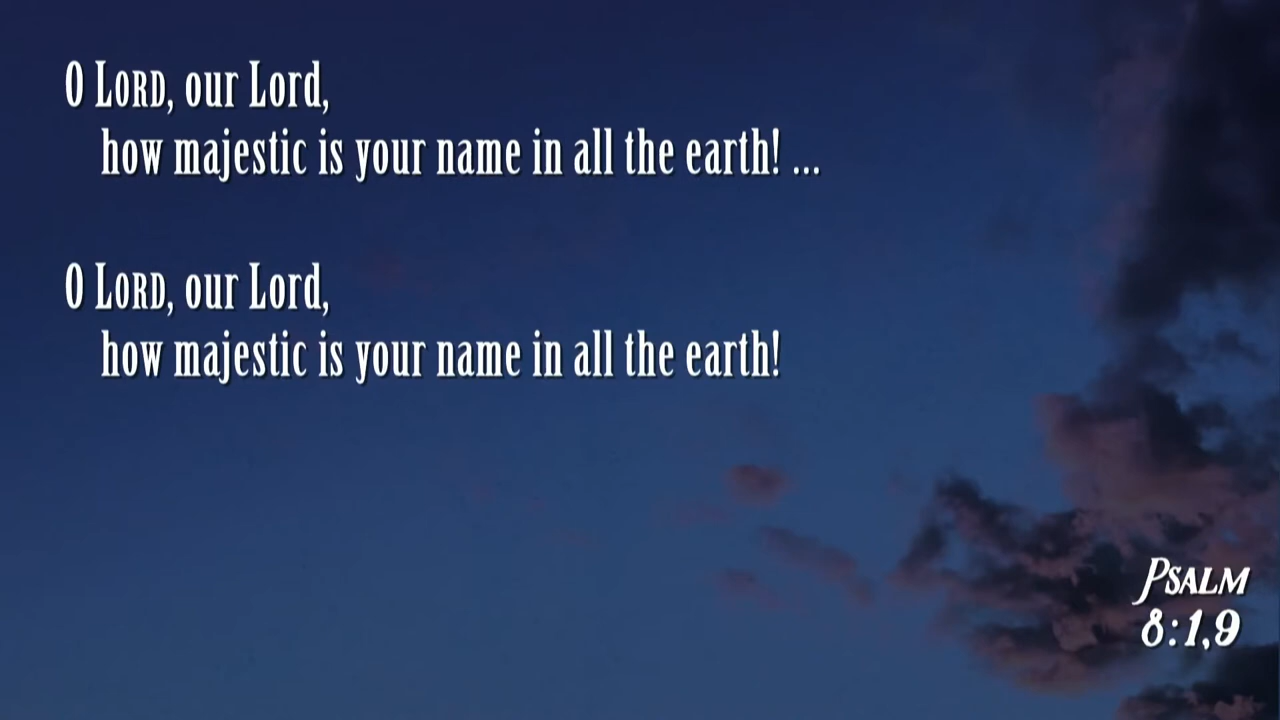 O LORD, our Lord,
how majestic is your name in all the earth! ...
O LORD, our Lord,
how majestic is your name in all the earth!
PSALM
8:1,9